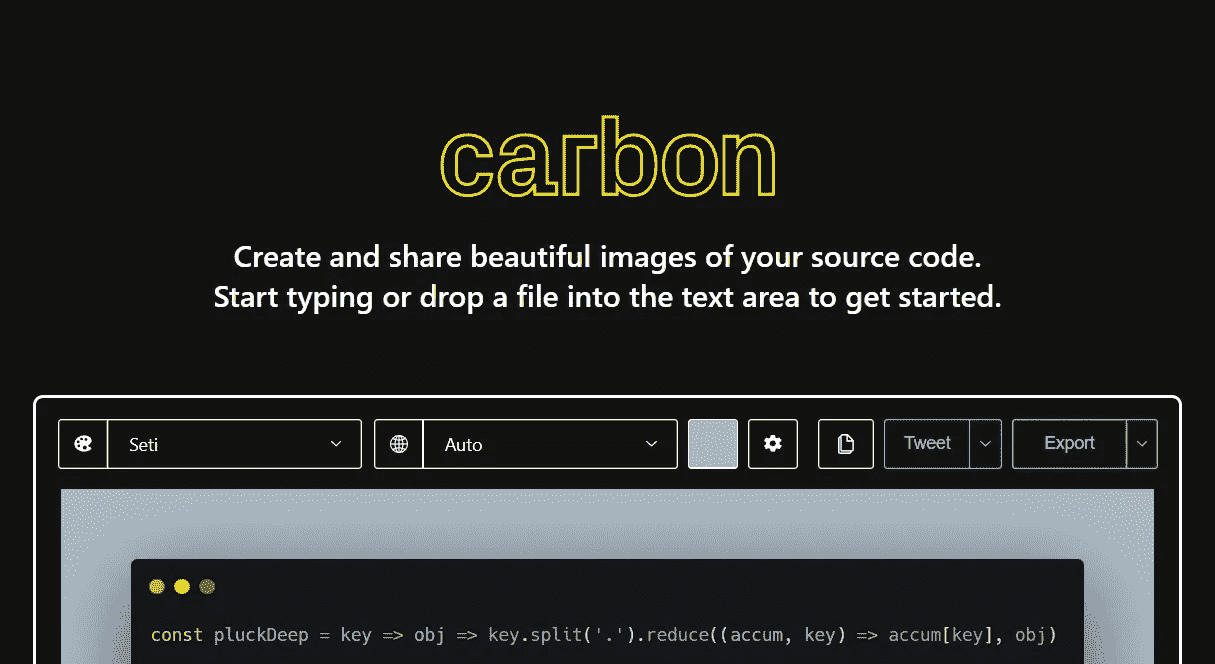 carbon
Create and share beautiful images of your source code.
Start typing or drop a file into the text area to get started.
Seti Auto Tweet Export
const pluckDeep = key => obj => key.split('.').reduce((accum, key) => accum[key], obj)